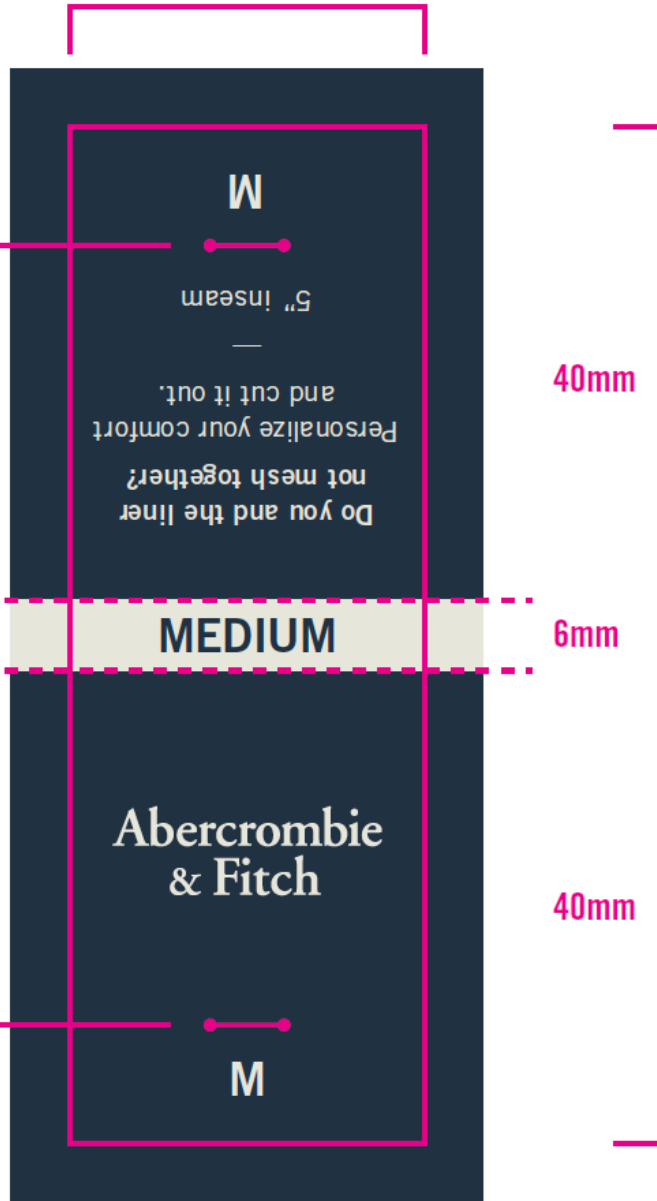 M
5” inseam
—
Do you and the liner
not mesh together?
Personalize your comfort
and cut it out.
MEDIUM
Abercrombie
& Fitch
M
40mm
6mm
40mm